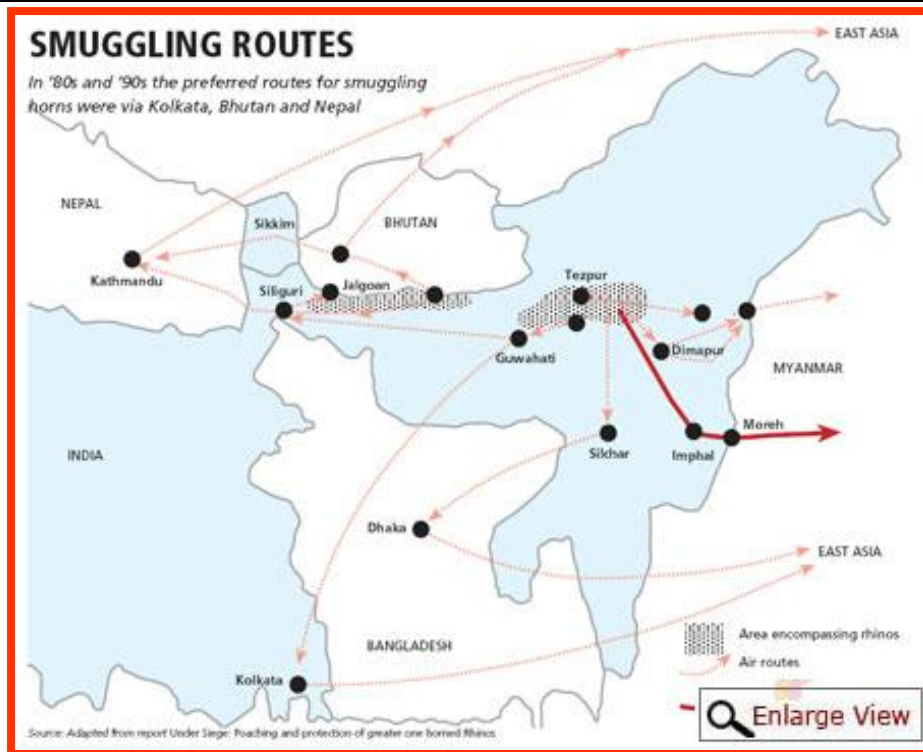 SMUGGLING ROUTES
In '80s and '90s the preferred routes for smuggling
horns were via Kolkata, Bhutan and Nepal
EAST ASIA
NEPAL
Sikkim
BHUTAN
Kathmandu
Siliguri
Jalgoan
Tezpur
Guwahati
Dimapur
MYANMAR
Moreh
INDIA
Silchar
Imphal
Dhaka
EAST ASIA
BANGLADESH
Area encompassing rhinos
Air routes
Kolkata
Enlarge View
Source: Adapted from report Under Siege: Poaching and protection of greater one horned Rhinos